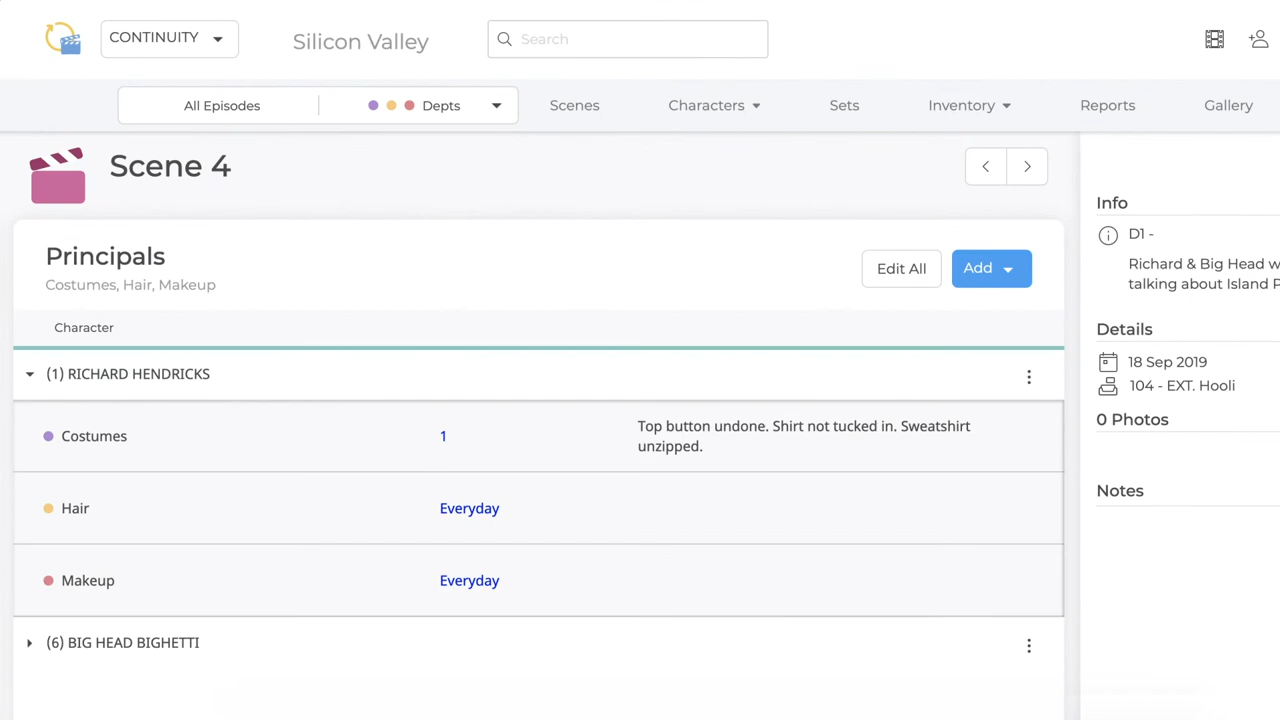 CONTINUITY
Silicon Valley
Search
All Episodes
Depts
Scenes
Characters
Sets
Inventory
Reports
Gallery
Scene 4
Principals
Costumes, Hair, Makeup
Edit All
Add
Character
(1) RICHARD HENDRICKS
Costumes
1
Top button undone. Shirt not tucked in. Sweatshirt
unzipped.
Hair
Everyday
Makeup
Everyday
(6) BIG HEAD BIGHETTI
Info
D1 -
Richard & Big Head w
talking about Island P
Details
18 Sep 2019
104 - EXT. Hooli
0 Photos
Notes